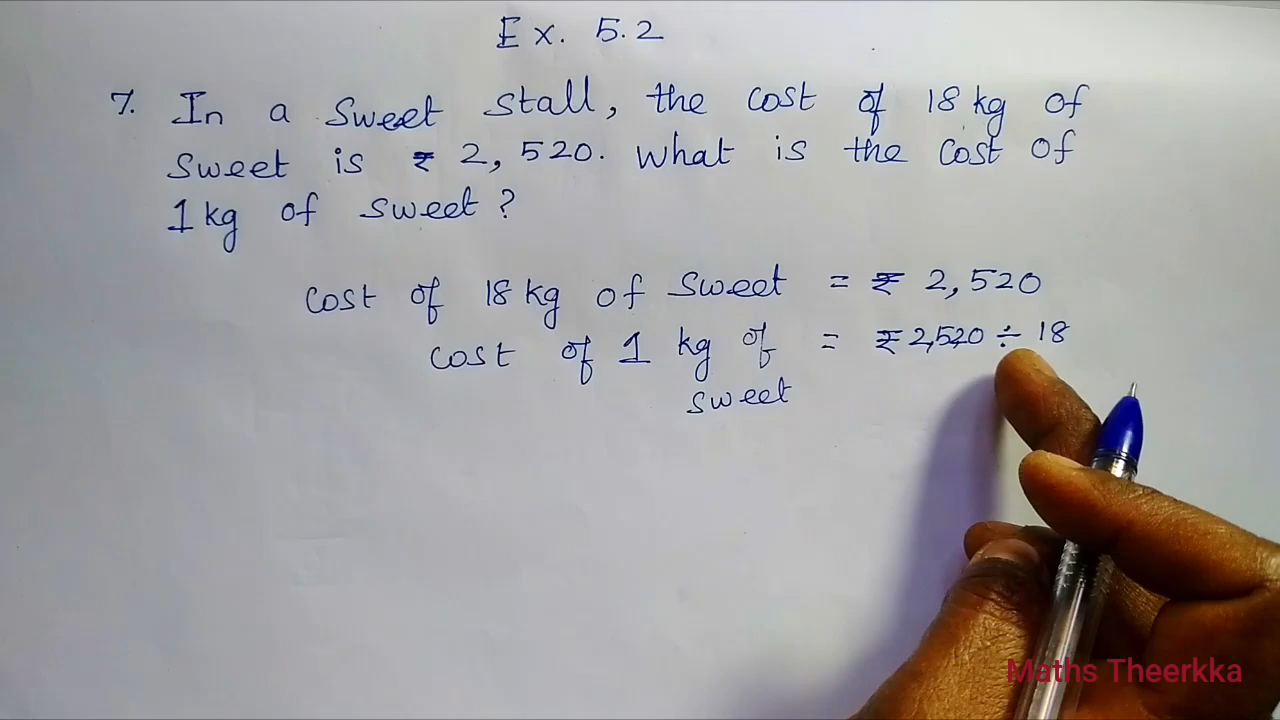 Ex. 5.2
7. In a sweet stall, the cost of 18 kg of
sweet is ₹ 2,520. What is the cost of
1 kg of sweet?
cost of 18 kg of sweet = ₹ 2,520
cost of 1 kg of = ₹ 2,520 ÷ 18
sweet
Maths Theerkka